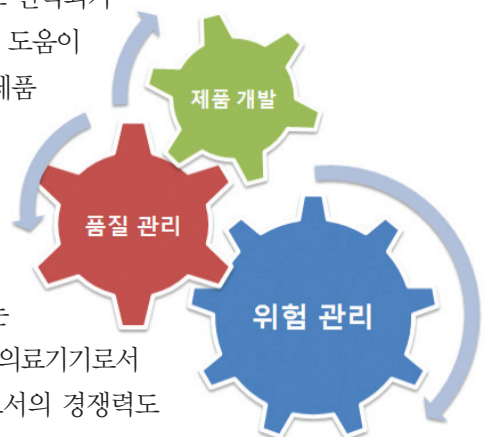 도움이
제품
제품 개발
품질 관리
위험 관리
는
의료기기로서
서의 경쟁력도